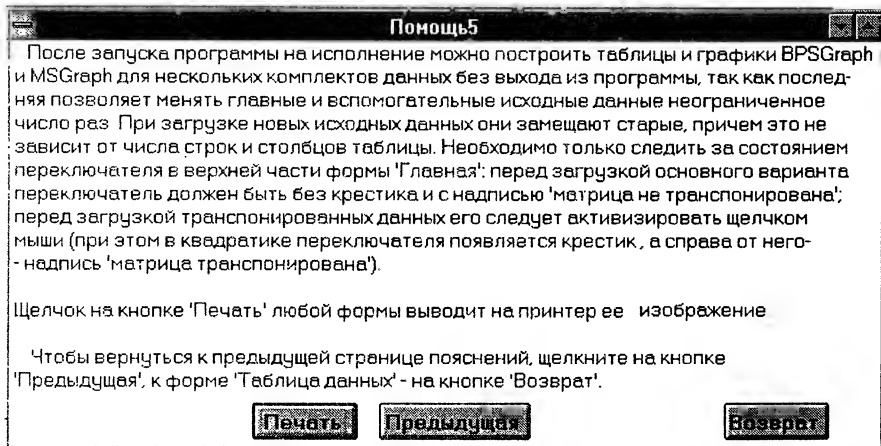 Помощь5
После запуска программы на исполнение можно построить таблицы и графики BPSGraph
и MSGraph для нескольких комплектов данных без выхода из программы, так как послед-
няя позволяет менять главные и вспомогательные исходные данные неограниченное
число раз При загрузке новых исходных данных они замещают старые, причем это не
зависит от числа строк и столбцов таблицы. Необходимо только следить за состоянием
переключателя в верхней части формы 'Главная': перед загрузкой основного варианта
переключатель должен быть без крестика и с надписью 'матрица не транспонирована';
перед загрузкой транспонированных данных его следует активизировать щелчком
мыши (при этом в квадратике переключателя появляется крестик, а справа от него-
- надпись 'матрица транспонирована').
Щелчок на кнопке 'Печать' любой формы выводит на принтер ее изображение
Чтобы вернуться к предыдущей странице пояснений, щелкните на кнопке
'Предыдущая', к форме 'Таблица данных' - на кнопке 'Возврат'.
Печать Предыдущая Возврат